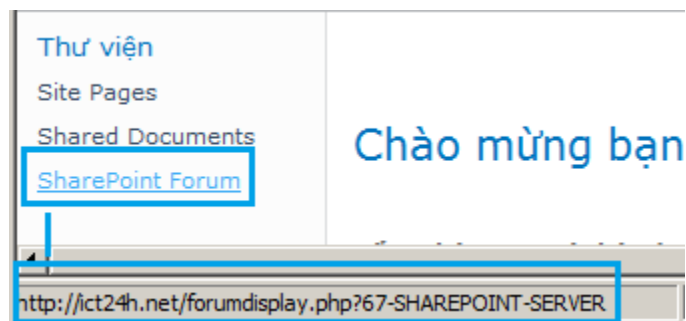 Thư viện
Site Pages
Shared Documents
SharePoint Forum
Chào mừng bạn
http://ict24h.net/forumdisplay.php?67-SHAREPOINT-SERVER